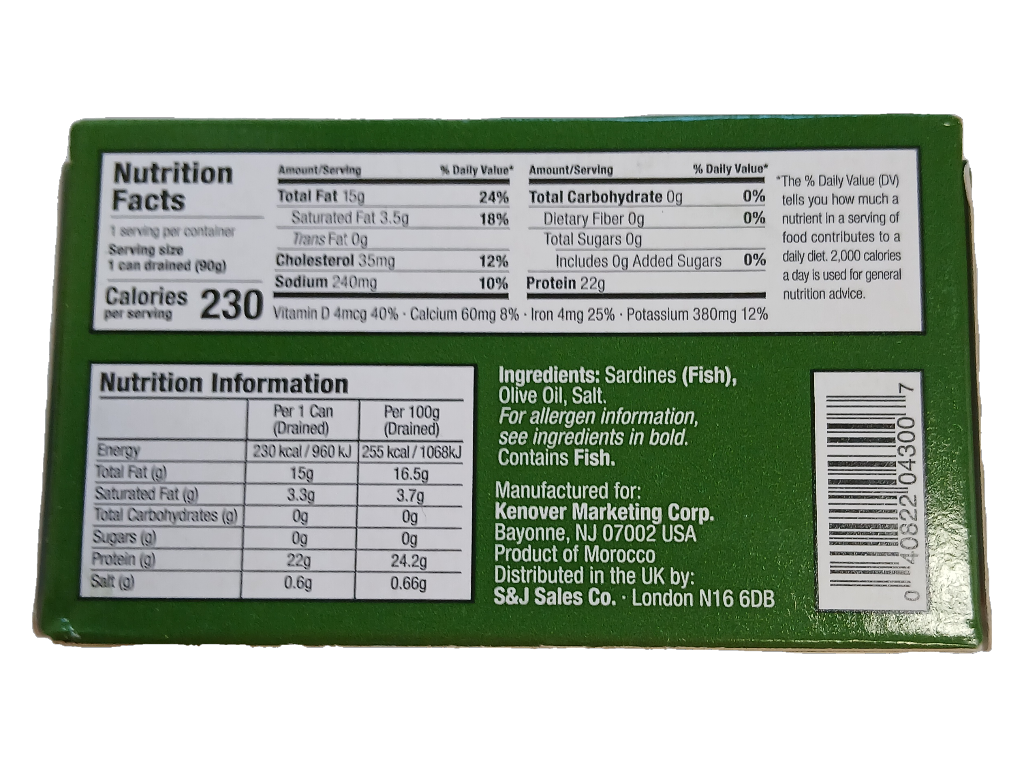 Nutrition
Facts
1 serving per container
Serving size
1 can drained (90g)
Calories 230
per serving
Amount/Serving % Daily Value*
Total Fat 15g 24%
Saturated Fat 3.5g 18%
Trans Fat 0g
Cholesterol 35mg 12%
Sodium 240mg 10%
Amount/Serving % Daily Value*
Total Carbohydrate 0g 0%
Dietary Fiber 0g 0%
Total Sugars 0g
Includes 0g Added Sugars 0%
Protein 22g
Vitamin D 4mcg 40% · Calcium 60mg 8% · Iron 4mg 25% · Potassium 380mg 12%
*The % Daily Value (DV)
tells you how much a
nutrient in a serving of
food contributes to a
daily diet. 2,000 calories
a day is used for general
nutrition advice.
Nutrition Information
Per 1 Can (Drained) Per 100g (Drained)
Energy 230 kcal / 960 kJ 255 kcal / 1068kJ
Total Fat (g) 15g 16.5g
Saturated Fat (g) 3.3g 3.7g
Total Carbohydrates (g) 0g 0g
Sugars (g) 0g 0g
Protein (g) 22g 24.2g
Salt (g) 0.6g 0.66g
Ingredients: Sardines (Fish),
Olive Oil, Salt.
For allergen information,
see ingredients in bold.
Contains Fish.
Manufactured for:
Kenover Marketing Corp.
Bayonne, NJ 07002 USA
Product of Morocco
Distributed in the UK by:
S&J Sales Co. · London N16 6DB
0 40822 04300 7